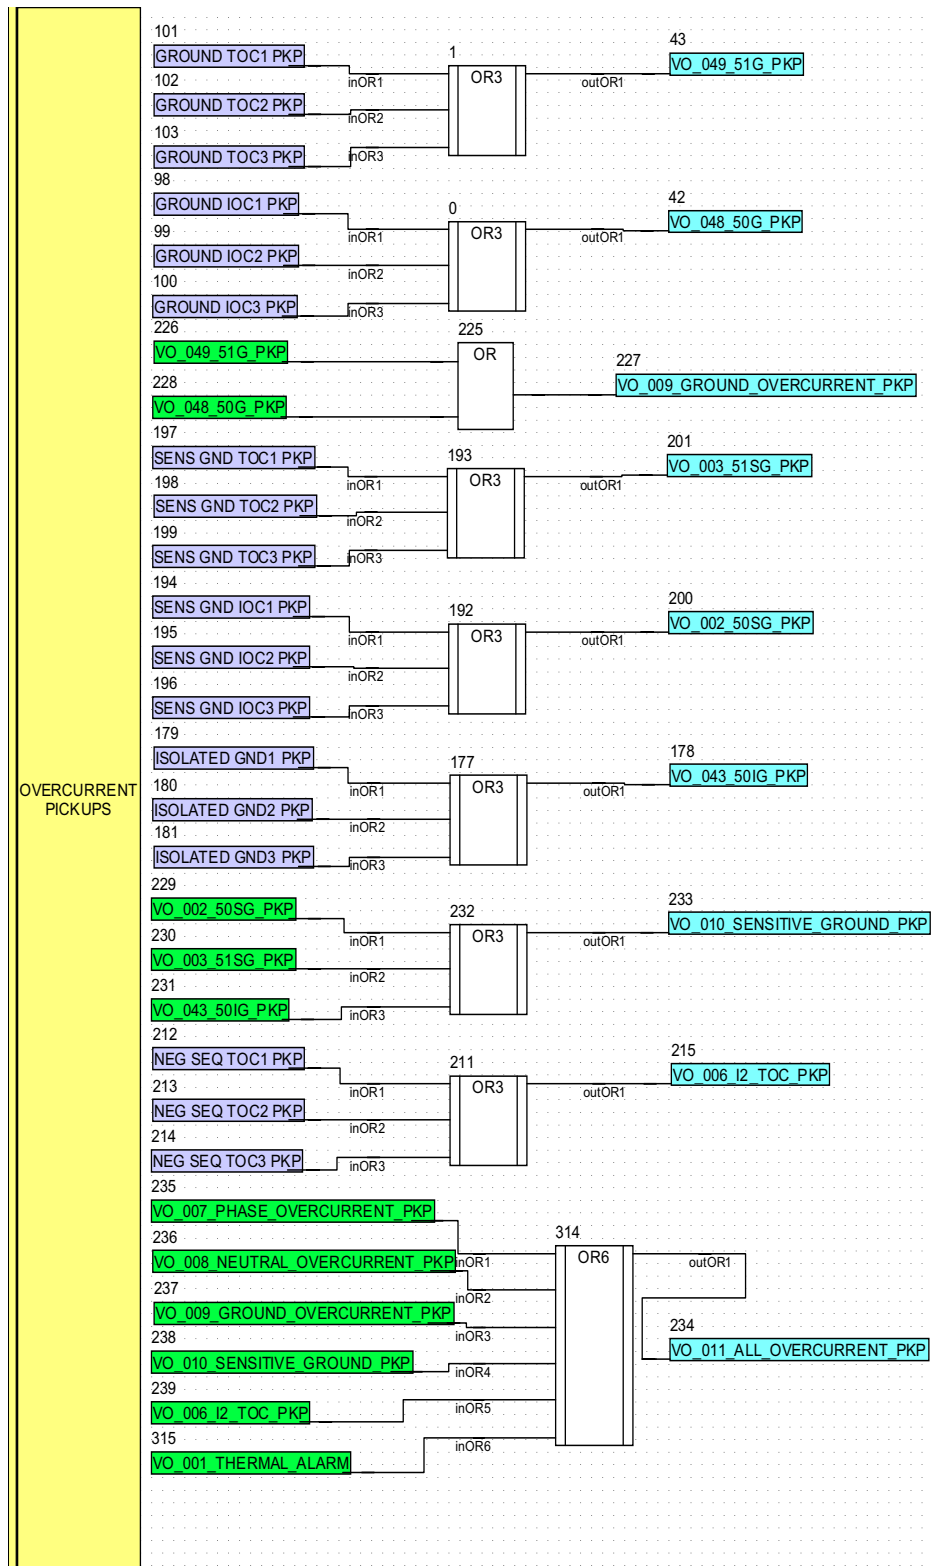 OVERCURRENT
PICKUPS
101
GROUND TOC1 PKP
inOR1
102
GROUND TOC2 PKP
inOR2
103
GROUND TOC3 PKP
inOR3
1
OR3
outOR1
43
VO_049_51G_PKP
98
GROUND IOC1 PKP
inOR1
99
GROUND IOC2 PKP
inOR2
100
GROUND IOC3 PKP
inOR3
0
OR3
outOR1
42
VO_048_50G_PKP
226
VO_049_51G_PKP
228
VO_048_50G_PKP
225
OR
227
VO_009_GROUND_OVERCURRENT_PKP
197
SENS GND TOC1 PKP
inOR1
198
SENS GND TOC2 PKP
inOR2
199
SENS GND TOC3 PKP
inOR3
193
OR3
outOR1
201
VO_003_51SG_PKP
194
SENS GND IOC1 PKP
inOR1
195
SENS GND IOC2 PKP
inOR2
196
SENS GND IOC3 PKP
inOR3
192
OR3
outOR1
200
VO_002_50SG_PKP
179
ISOLATED GND1 PKP
inOR1
180
ISOLATED GND2 PKP
inOR2
181
ISOLATED GND3 PKP
inOR3
177
OR3
outOR1
178
VO_043_50IG_PKP
229
VO_002_50SG_PKP
inOR1
230
VO_003_51SG_PKP
inOR2
231
VO_043_50IG_PKP
inOR3
232
OR3
outOR1
233
VO_010_SENSITIVE_GROUND_PKP
212
NEG SEQ TOC1 PKP
inOR1
213
NEG SEQ TOC2 PKP
inOR2
214
NEG SEQ TOC3 PKP
inOR3
211
OR3
outOR1
215
VO_006_I2_TOC_PKP
235
VO_007_PHASE_OVERCURRENT_PKP
inOR1
236
VO_008_NEUTRAL_OVERCURRENT_PKP
inOR2
237
VO_009_GROUND_OVERCURRENT_PKP
inOR3
238
VO_010_SENSITIVE_GROUND_PKP
inOR4
239
VO_006_I2_TOC_PKP
inOR5
315
VO_001_THERMAL_ALARM
inOR6
314
OR6
outOR1
234
VO_011_ALL_OVERCURRENT_PKP